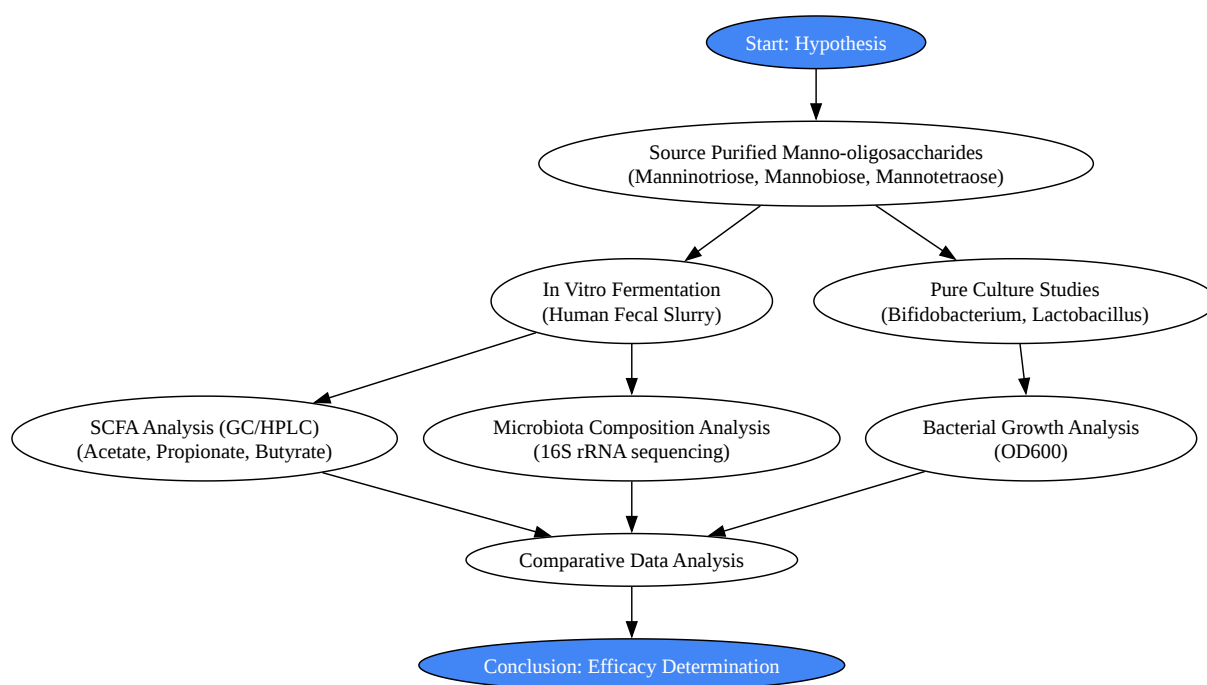 Start: Hypothesis
Source Purified Manno-oligosaccharides
(Manninotriose, Mannobiose, Mannotetraose)
In Vitro Fermentation
(Human Fecal Slurry)
Pure Culture Studies
(Bifidobacterium, Lactobacillus)
SCFA Analysis (GC/HPLC)
(Acetate, Propionate, Butyrate)
Microbiota Composition Analysis
(16S rRNA sequencing)
Bacterial Growth Analysis
(OD600)
Comparative Data Analysis
Conclusion: Efficacy Determination